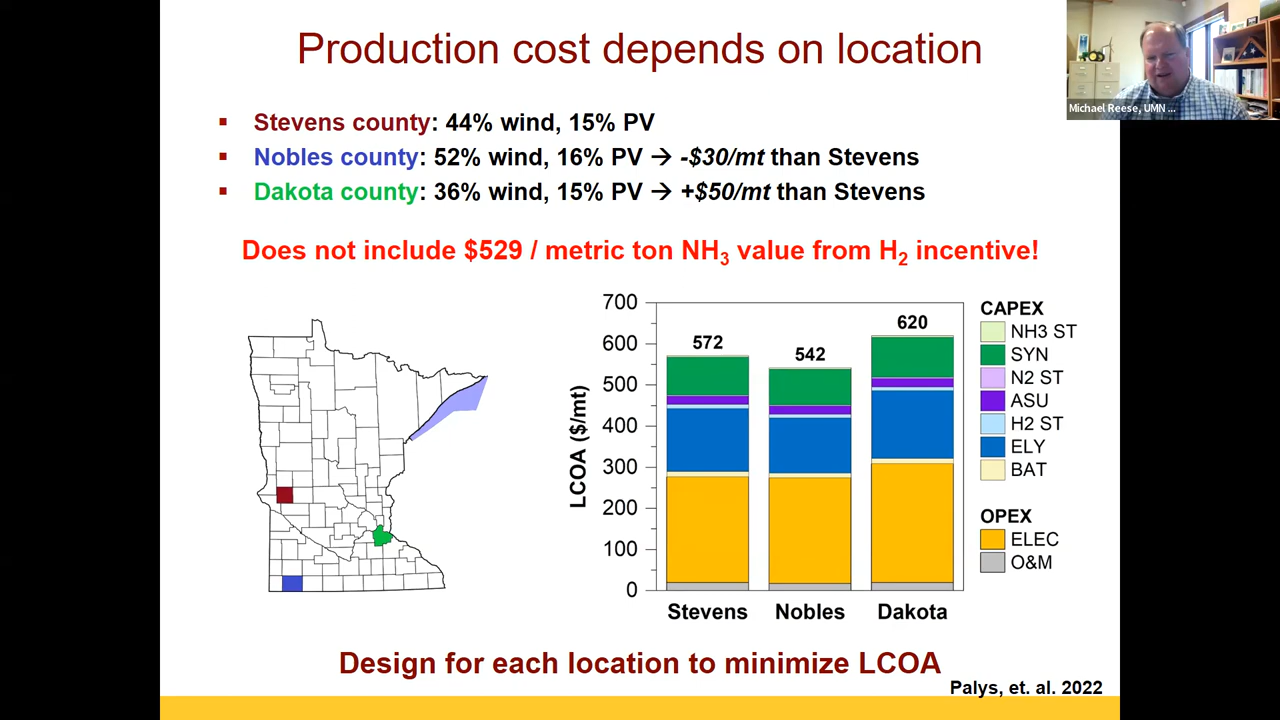 Production cost depends on location
Michael Reese, UMN ...
▪ Stevens county: 44% wind, 15% PV
▪ Nobles county: 52% wind, 16% PV → -$30/mt than Stevens
▪ Dakota county: 36% wind, 15% PV → +$50/mt than Stevens
Does not include $529 / metric ton NH₃ value from H₂ incentive!
LCOA ($/mt)
700
600
500
400
300
200
100
0
572
542
620
Stevens Nobles Dakota
CAPEX
NH3 ST
SYN
N2 ST
ASU
H2 ST
ELY
BAT
OPEX
ELEC
O&M
Design for each location to minimize LCOA
Palys, et. al. 2022